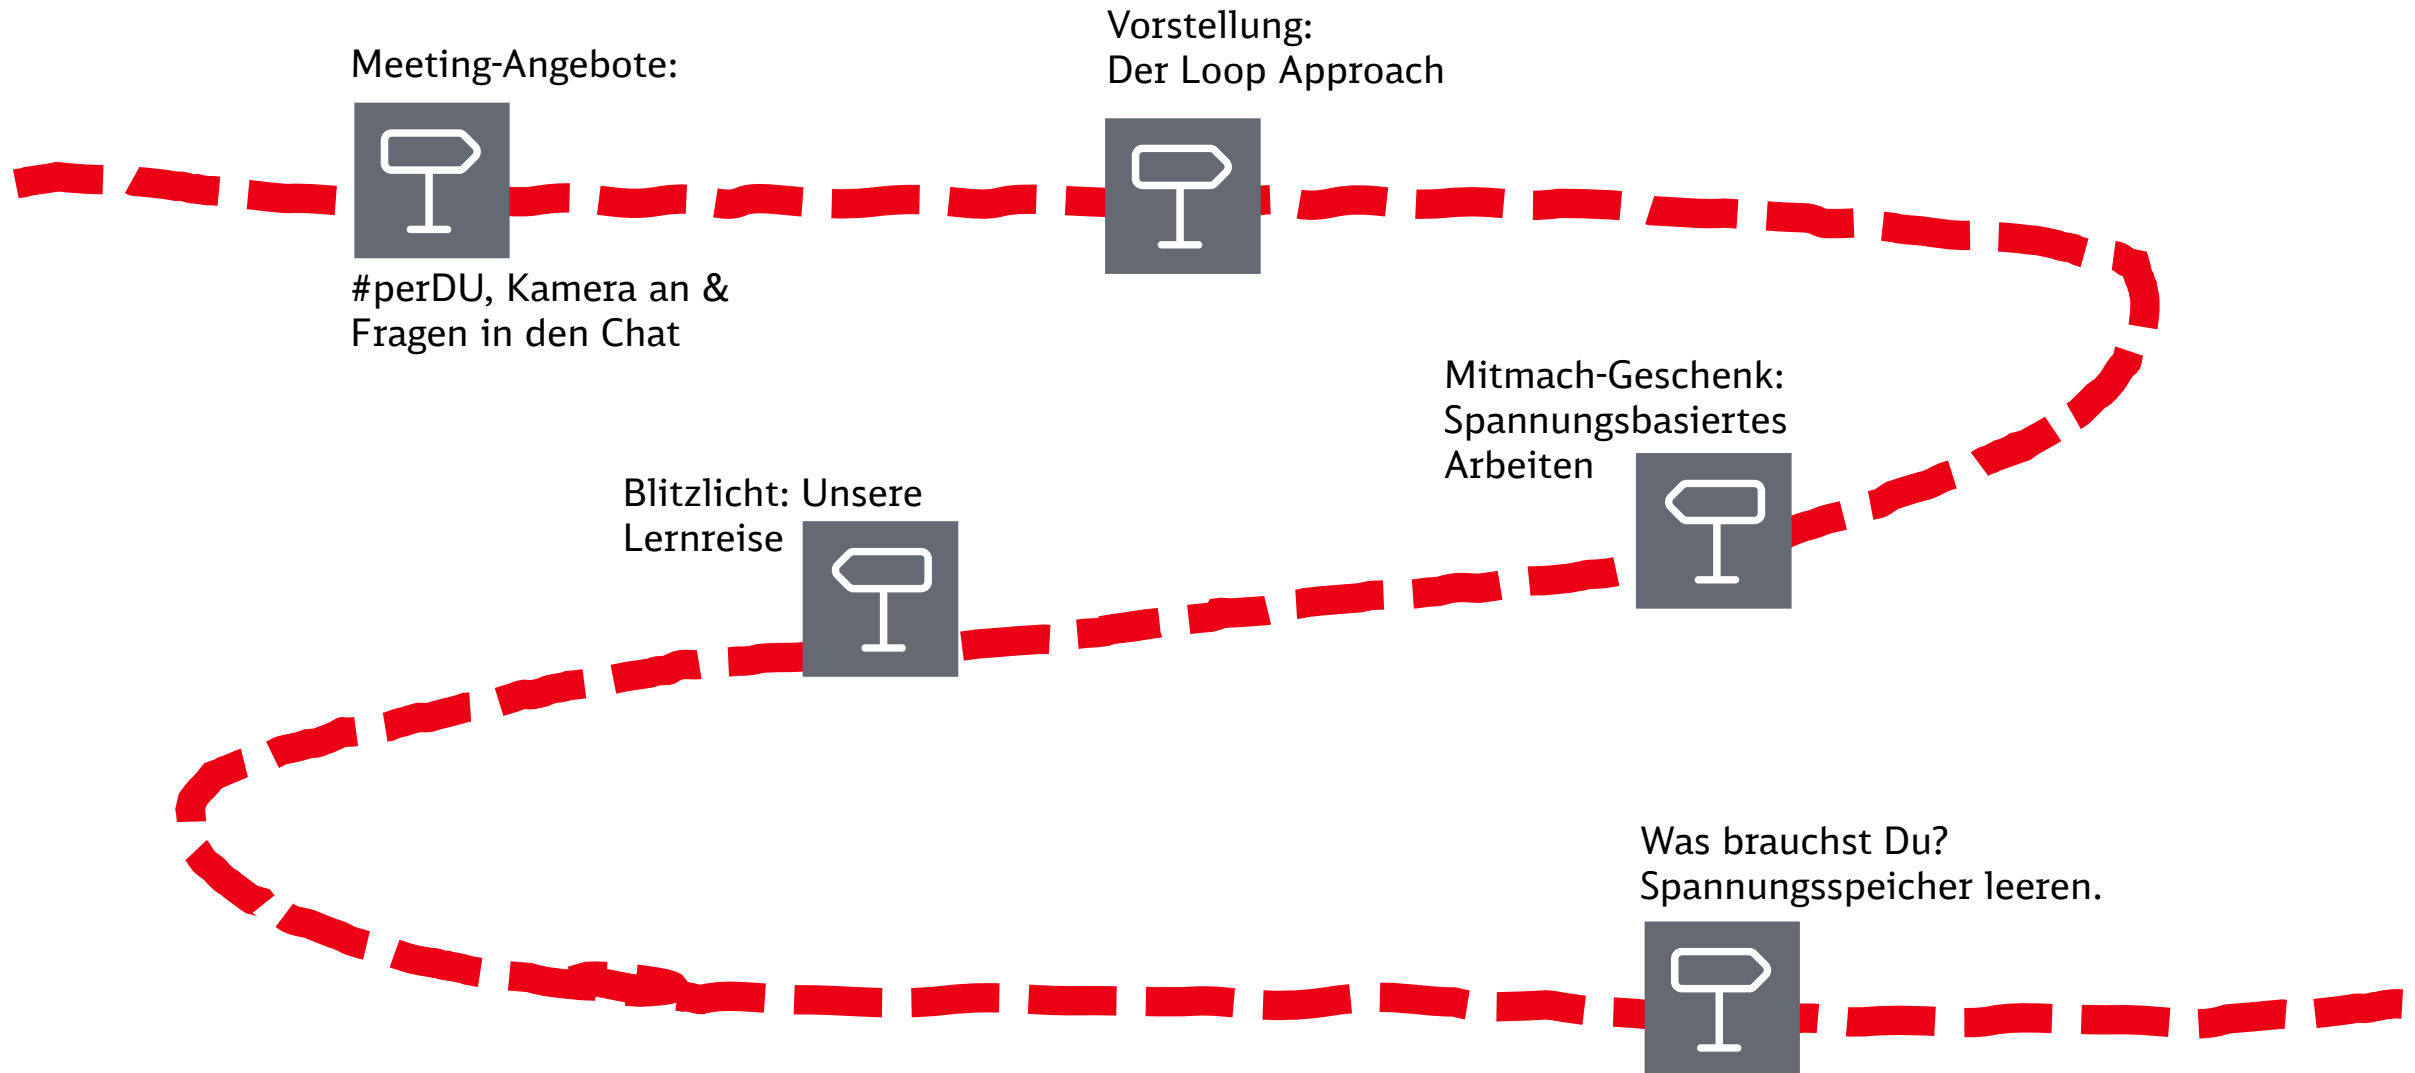 Meeting-Angebote:
#perDU, Kamera an &
Fragen in den Chat
Vorstellung:
Der Loop Approach
Mitmach-Geschenk:
Spannungsbasiertes
Arbeiten
Blitzlicht: Unsere
Lernreise
Was brauchst Du?
Spannungsspeicher leeren.